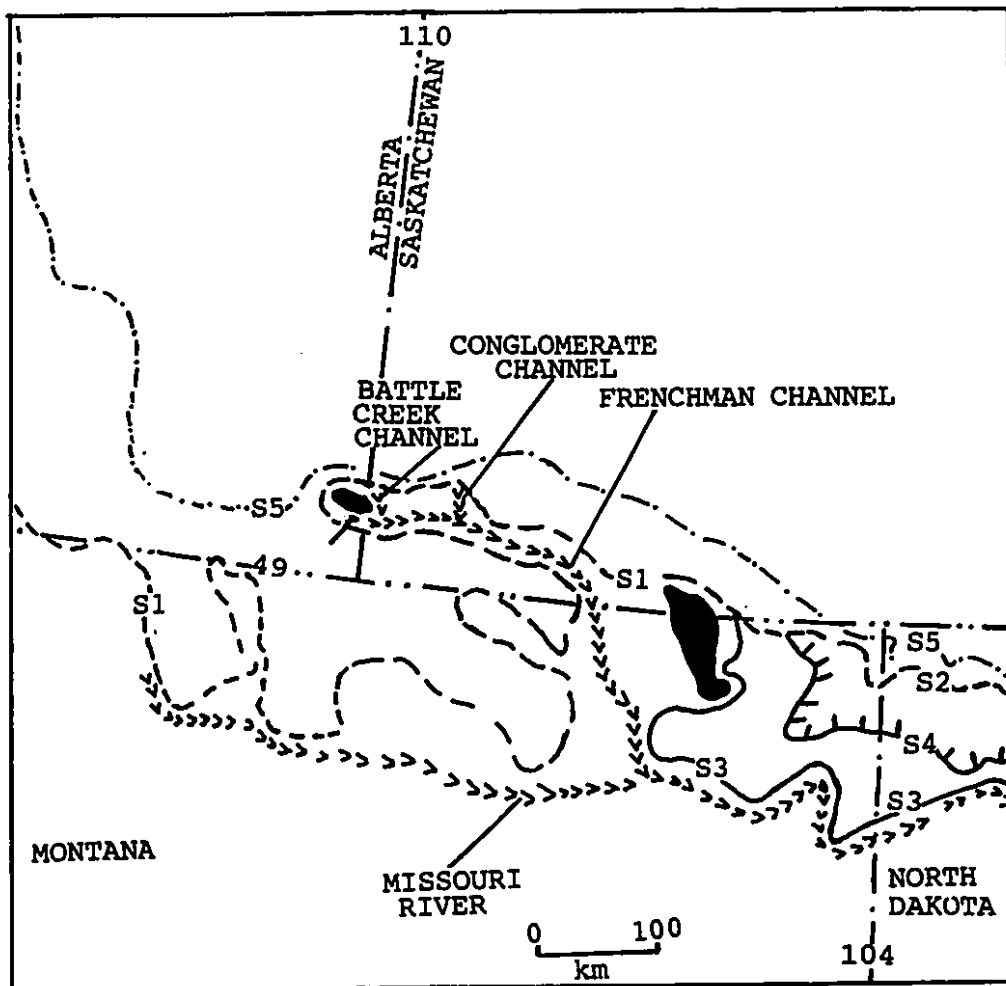 110
ALBERTA
SASKATCHEWAN
CONGLOMERATE
CHANNEL
BATTLE
CREEK
CHANNEL
FRENCHMAN CHANNEL
S5
49
S1
S1
S5
S2
S4
S3
S3
MONTANA
MISSOURI
RIVER
NORTH
DAKOTA
0 100
km
104